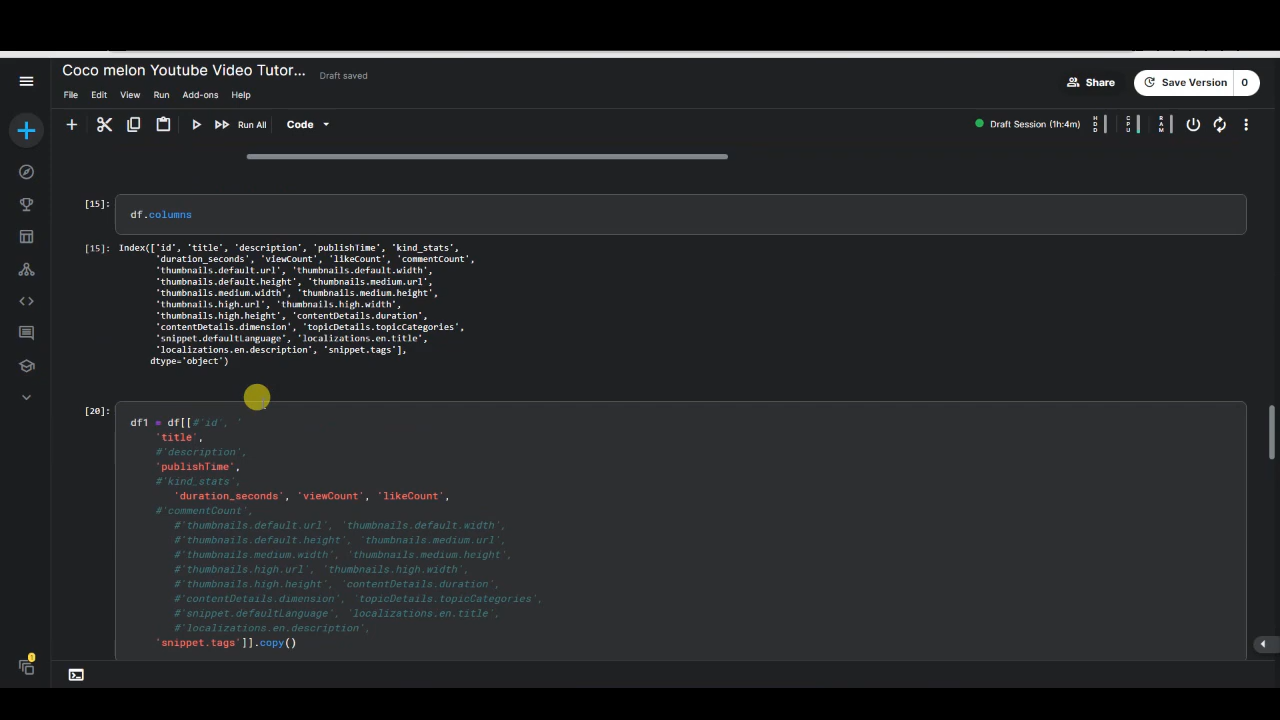 Coco melon Youtube Video Tutor...
Draft saved
Share
Save Version
0
File Edit View Run Add-ons Help
Run All
Code
Draft Session (1h:4m)
HDD
CPU
RAM
[15]:
df.columns
[15]:
Index(['id', 'title', 'description', 'publishTime', 'kind_stats',
'duration_seconds', 'viewCount', 'likeCount', 'commentCount',
'thumbnails.default.url', 'thumbnails.default.width',
'thumbnails.default.height', 'thumbnails.medium.url',
'thumbnails.medium.width', 'thumbnails.medium.height',
'thumbnails.high.url', 'thumbnails.high.width',
'thumbnails.high.height', 'contentDetails.duration',
'contentDetails.dimension', 'topicDetails.topicCategories',
'snippet.defaultLanguage', 'localizations.en.title',
'localizations.en.description', 'snippet.tags'],
dtype='object')
[20]:
df1 = df[[#'id', '
'title',
#'description',
'publishTime',
#'kind_stats',
'duration_seconds', 'viewCount', 'likeCount',
#'commentCount',
#'thumbnails.default.url', 'thumbnails.default.width',
#'thumbnails.default.height', 'thumbnails.medium.url',
#'thumbnails.medium.width', 'thumbnails.medium.height',
#'thumbnails.high.url', 'thumbnails.high.width',
#'thumbnails.high.height', 'contentDetails.duration',
#'contentDetails.dimension', 'topicDetails.topicCategories',
#'snippet.defaultLanguage', 'localizations.en.title',
#'localizations.en.description',
'snippet.tags']].copy()
1